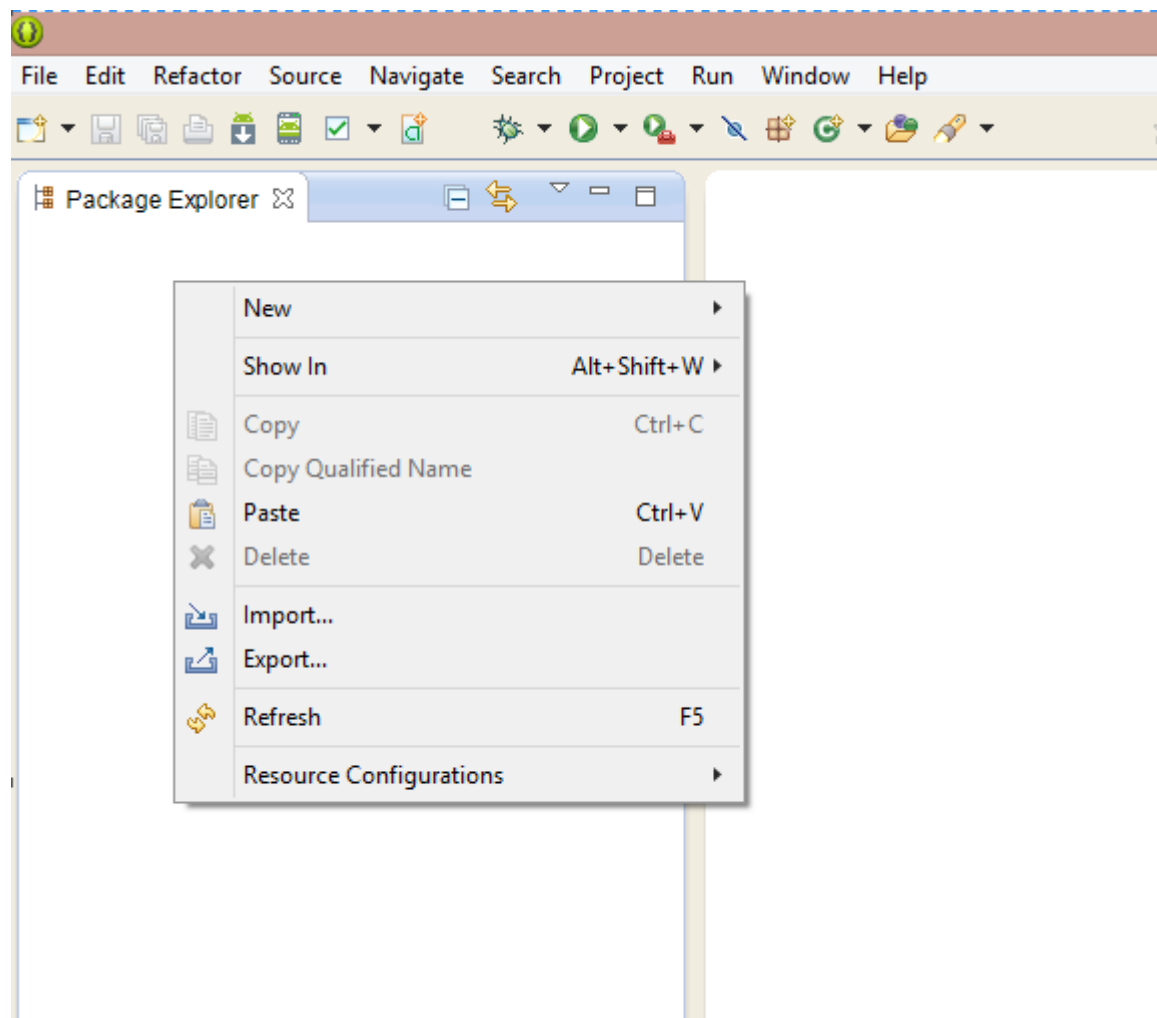 File Edit Refactor Source Navigate Search Project Run Window Help
Package Explorer
New
Show In Alt+Shift+W
Copy Ctrl+C
Copy Qualified Name
Paste Ctrl+V
Delete Delete
Import...
Export...
Refresh F5
Resource Configurations